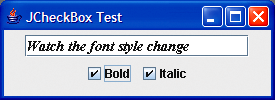 JCheckBox Test
Watch the font style change
Bold Italic